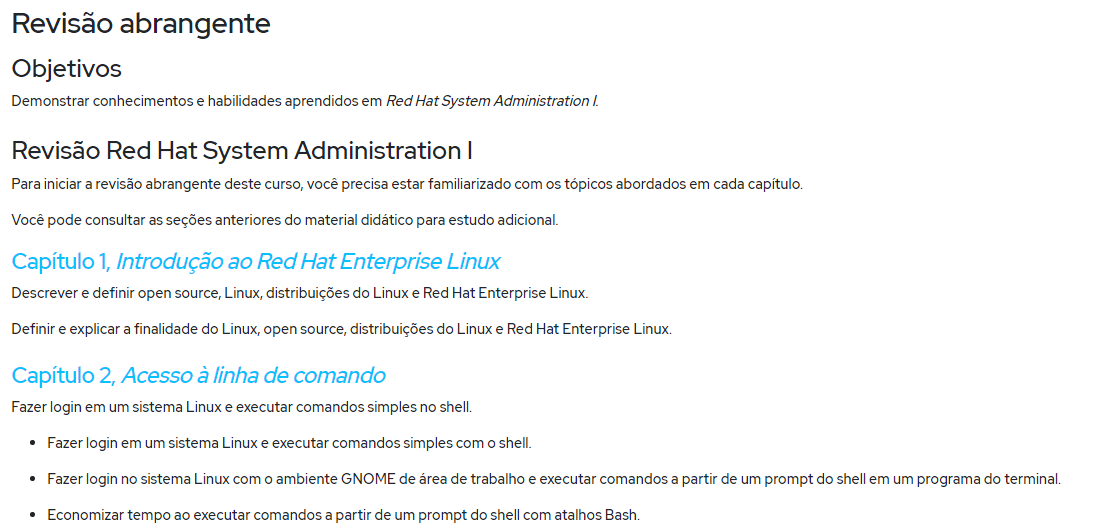 Revisão abrangente
Objetivos
Demonstrar conhecimentos e habilidades aprendidos em Red Hat System Administration I.
Revisão Red Hat System Administration I
Para iniciar a revisão abrangente deste curso, você precisa estar familiarizado com os tópicos abordados em cada capítulo.
Você pode consultar as seções anteriores do material didático para estudo adicional.
Capítulo 1, Introdução ao Red Hat Enterprise Linux
Descrever e definir open source, Linux, distribuições do Linux e Red Hat Enterprise Linux.
Definir e explicar a finalidade do Linux, open source, distribuições do Linux e Red Hat Enterprise Linux.
Capítulo 2, Acesso à linha de comando
Fazer login em um sistema Linux e executar comandos simples no shell.
• Fazer login em um sistema Linux e executar comandos simples com o shell.
• Fazer login no sistema Linux com o ambiente GNOME de área de trabalho e executar comandos a partir de um prompt do shell em um programa do terminal.
• Economizar tempo ao executar comandos a partir de um prompt do shell com atalhos Bash.